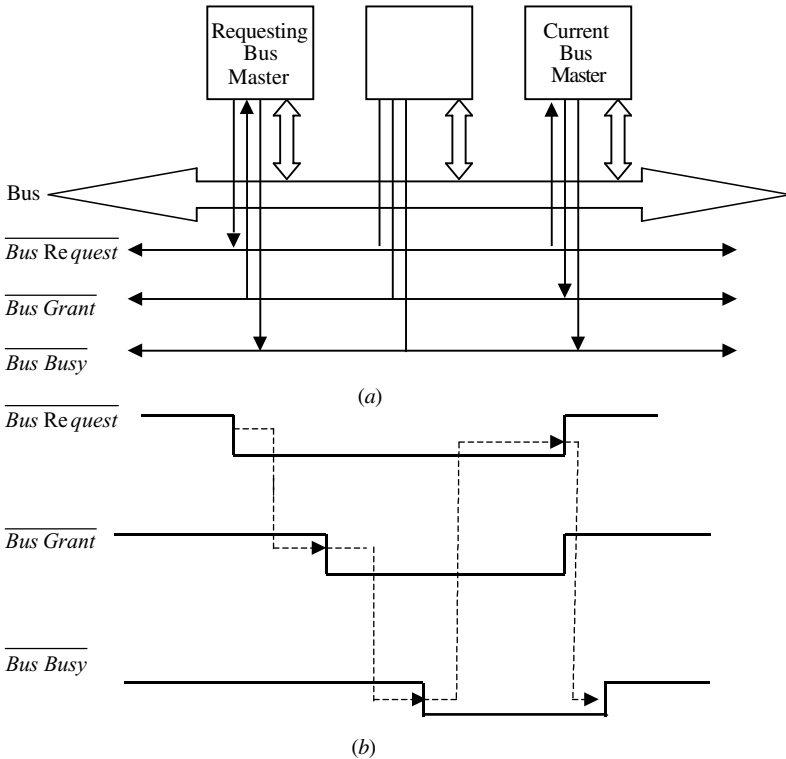 Requesting
Bus
Master
Current
Bus
Master
Bus
Bus Request
Bus Grant
Bus Busy
(a)
Bus Request
Bus Grant
Bus Busy
(b)